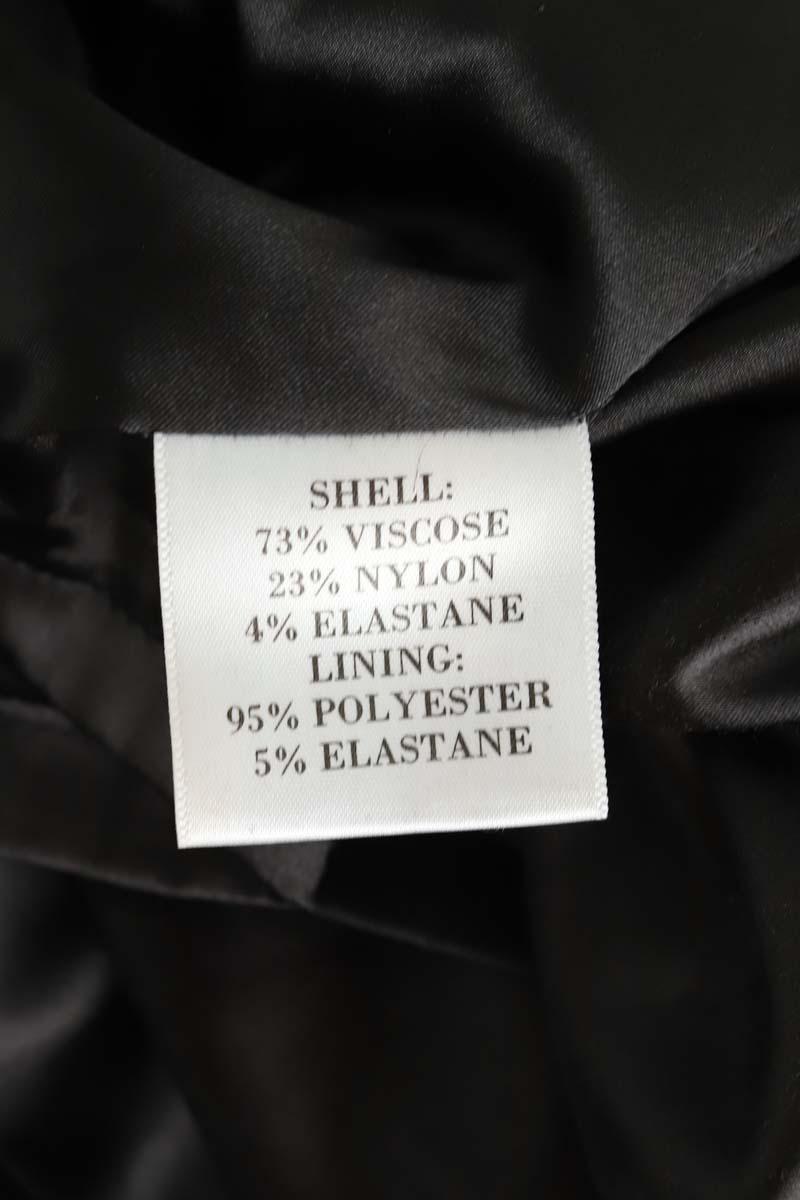 SHELL:
73% VISCOSE
23% NYLON
4% ELASTANE
LINING:
95% POLYESTER
5% ELASTANE